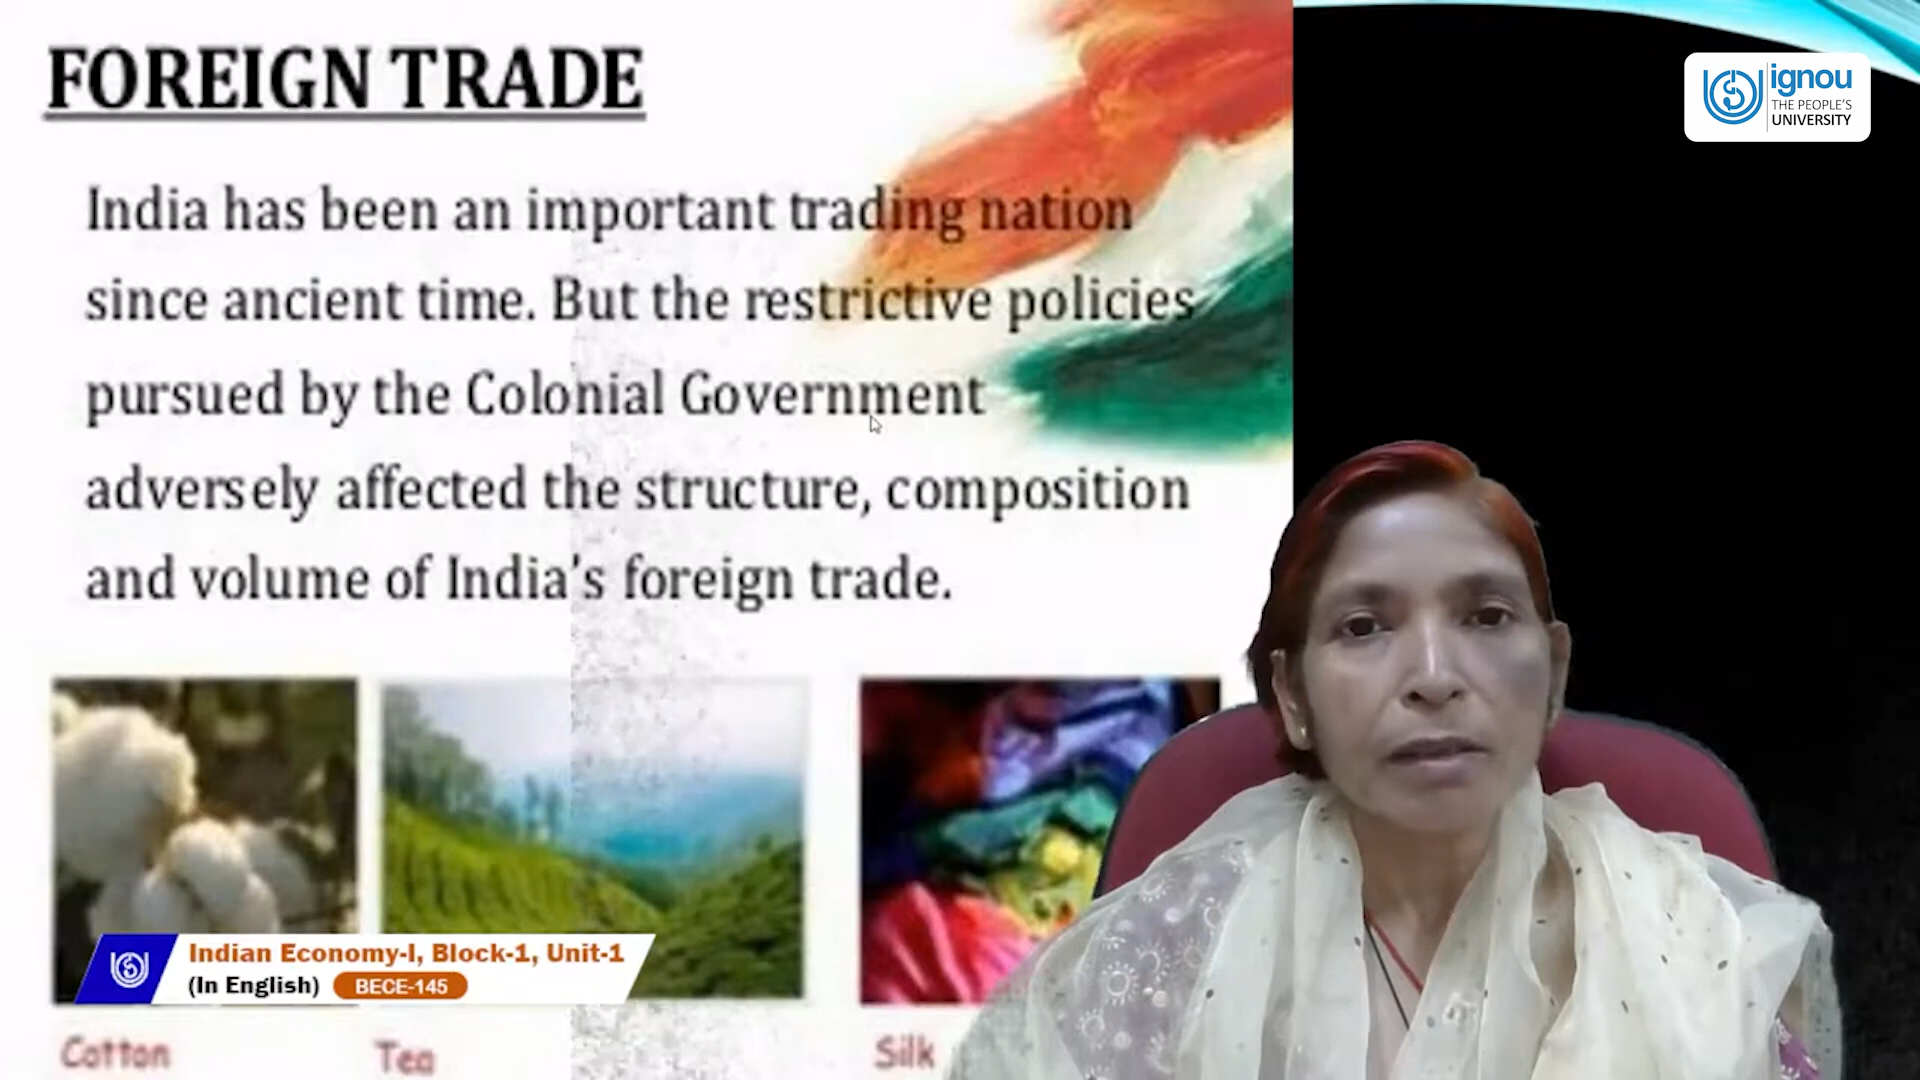 FOREIGN TRADE
India has been an important trading nation
since ancient time. But the restrictive policies
pursued by the Colonial Government
adversely affected the structure, composition
and volume of India's foreign trade.
Cotton
Tea
Silk
ignou
THE PEOPLE'S
UNIVERSITY
Indian Economy-I, Block-1, Unit-1
(In English) BECE-145